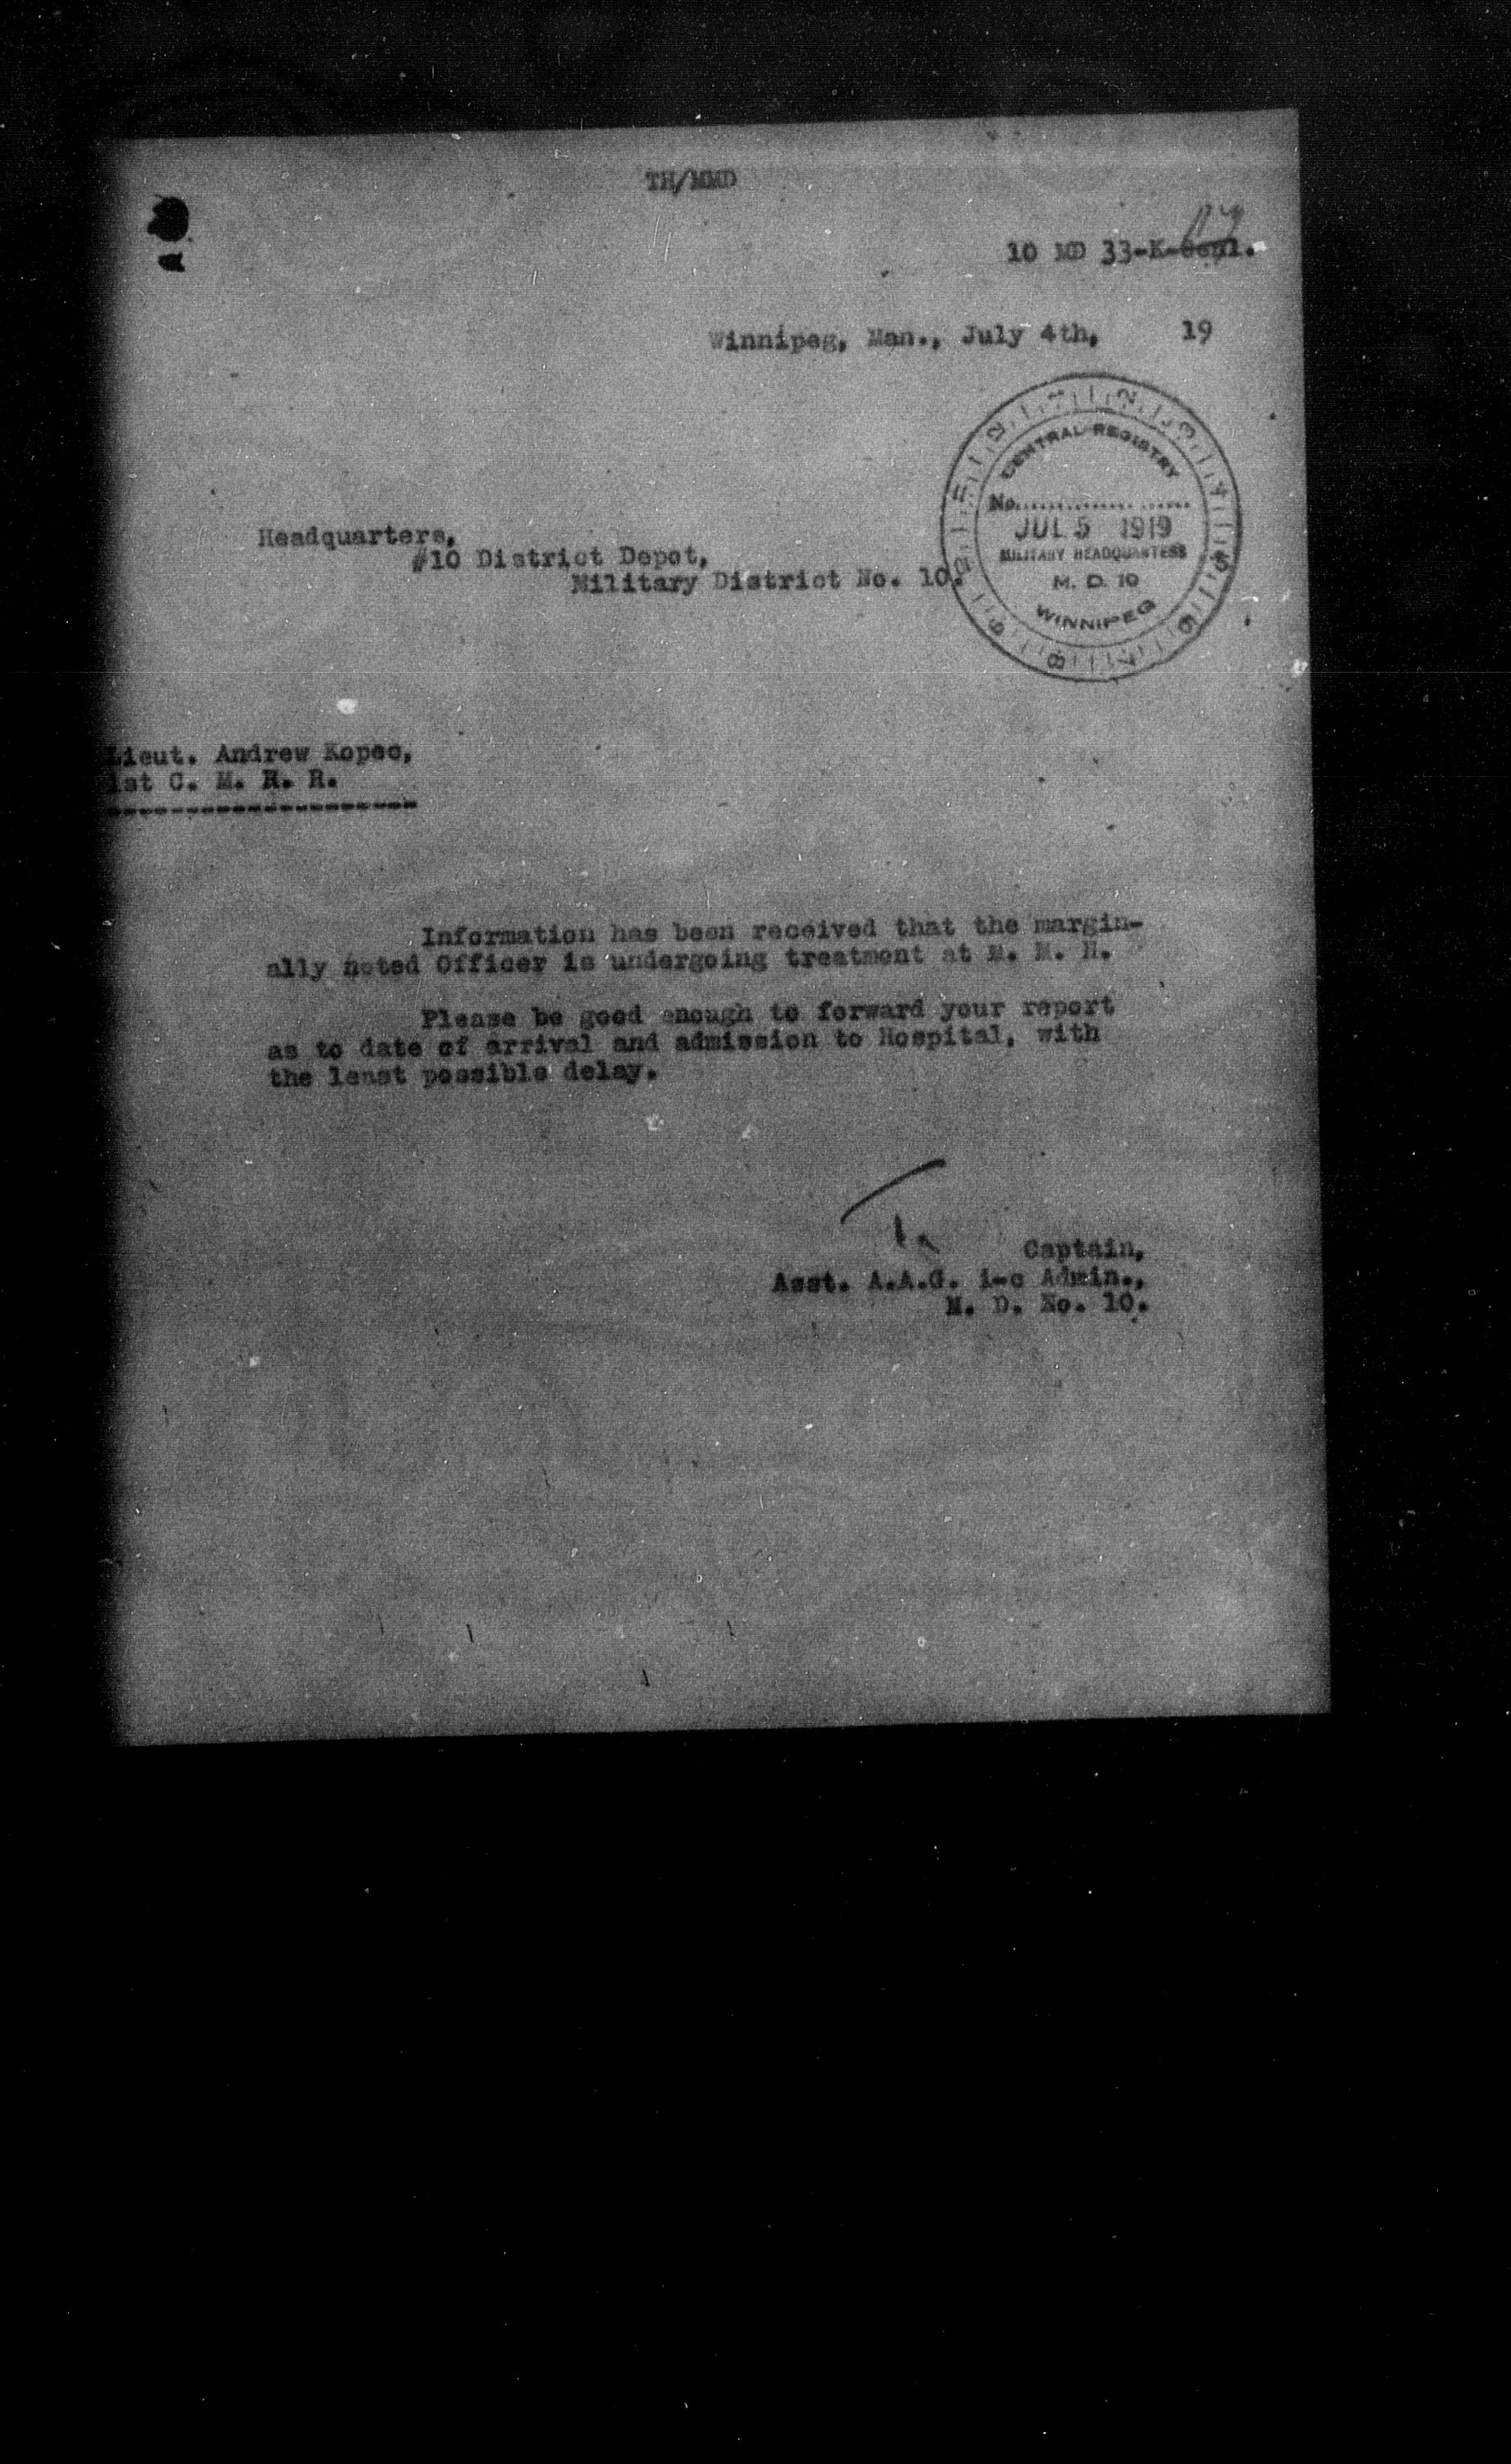 TH/MMD
10 MD 33-K-Genl.
Winnipeg, Man., July 4th, 19
CENTRAL REGISTRY
No.
JUL 5 1919
MILITARY HEADQUARTERS
M. D. 10
WINNIPEG
Headquarters,
#10 District Depot,
Military District No. 10.
Lieut. Andrew Kopec,
1st C. M. R. R.
Information has been received that the margin-
ally noted Officer is undergoing treatment at M. M. H.
Please be good enough to forward your report
as to date of arrival and admission to Hospital, with
the least possible delay.
Captain,
Asst. A.A.G. i-c Admin.,
M. D. No. 10.